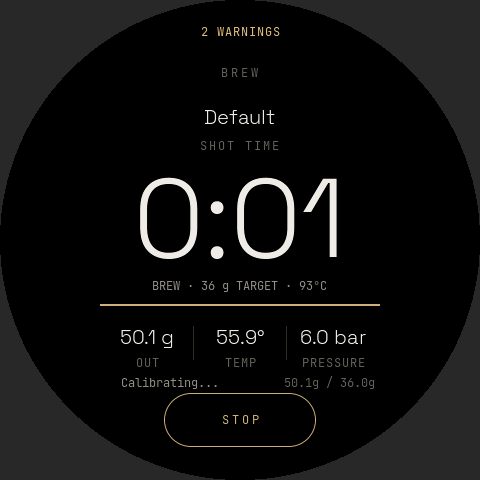 2 WARNINGS
BREW
Default
SHOT TIME
0:01
BREW · 36 g TARGET · 93°C
50.1 g 55.9° 6.0 bar
OUT TEMP PRESSURE
Calibrating... 50.1g / 36.0g
STOP